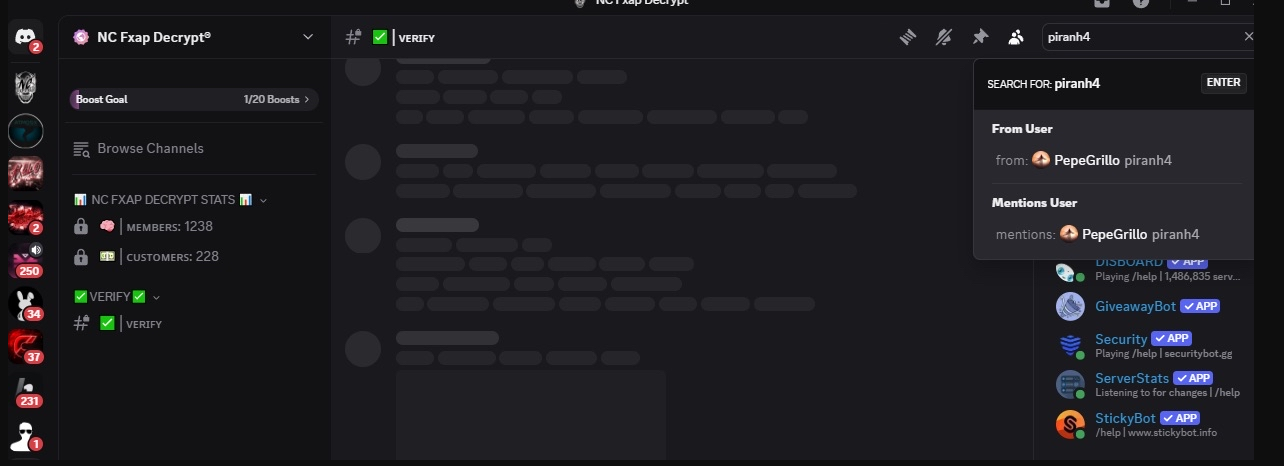 NC Fxap Decrypt
2
NC Fxap Decrypt®
VERIFY
piranh4
Boost Goal
1/20 Boosts
Browse Channels
NC FXAP DECRYPT STATS
MEMBERS: 1238
CUSTOMERS: 228
VERIFY
VERIFY
2
250
34
37
231
1
SEARCH FOR: piranh4
ENTER
From User
from: PepeGrillo piranh4
Mentions User
mentions: PepeGrillo piranh4
DISBOARD APP
Playing /help | 1,486,835 serv...
GiveawayBot APP
Security APP
Playing /help | securitybot.gg
ServerStats APP
Listening to for changes | /help
StickyBot APP
/help | www.stickybot.info